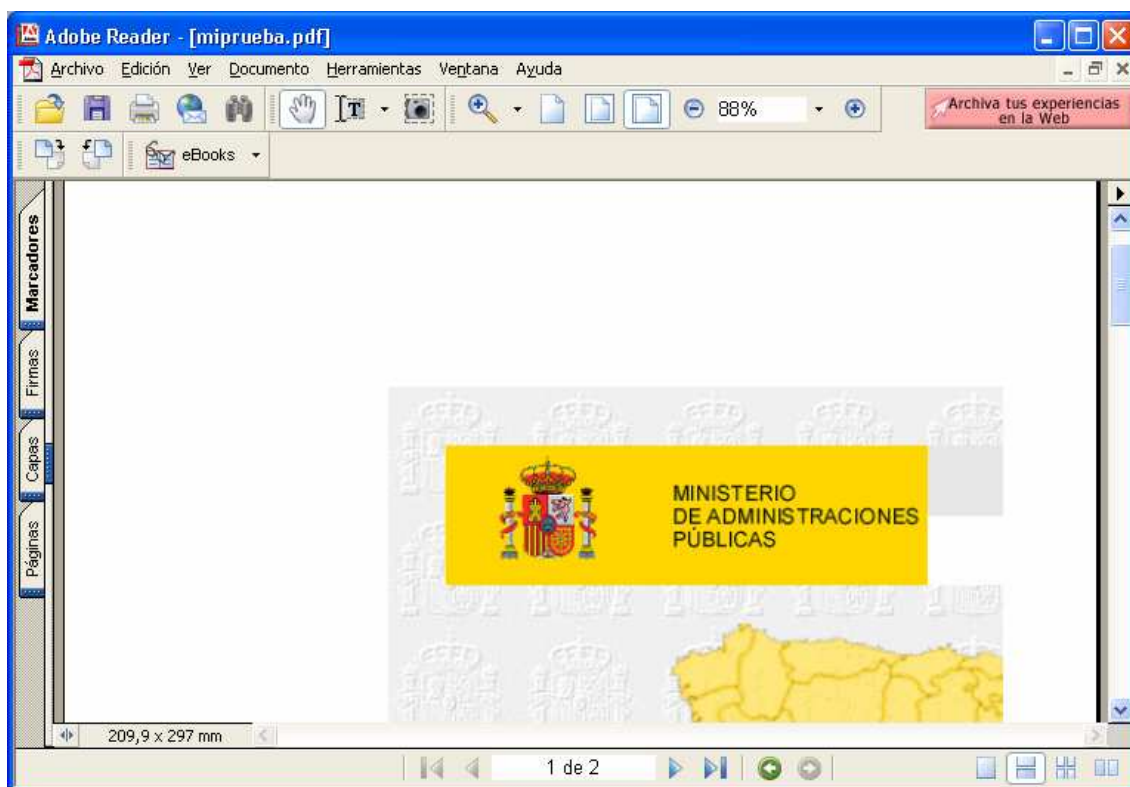 Adobe Reader - [miprueba.pdf]
Archivo Edición Ver Documento Herramientas Ventana Ayuda
88%
Archiva tus experiencias
en la Web
eBooks
Marcadores
Firmas
Capas
Páginas
MINISTERIO
DE ADMINISTRACIONES
PÚBLICAS
209,9 x 297 mm
1 de 2